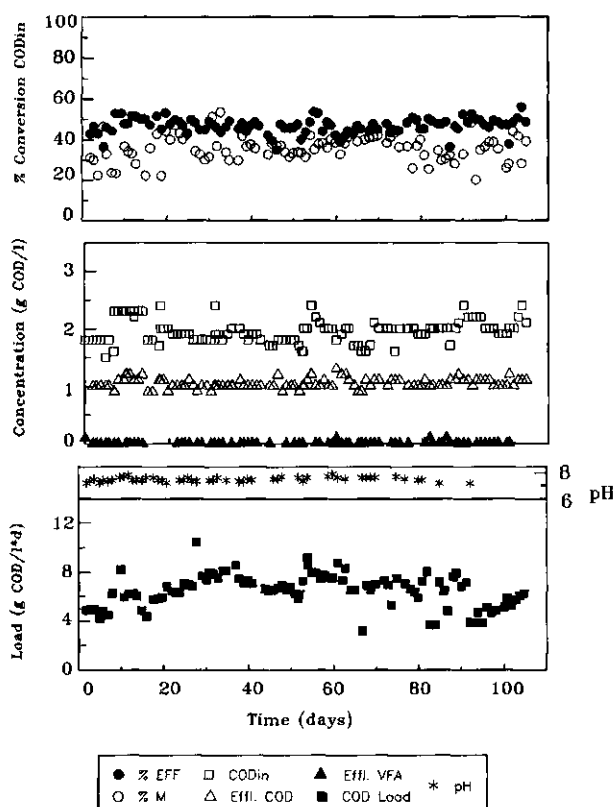 % Conversion CODin
100
80
60
40
20
0
Concentration (g COD/l)
3
2
1
0
8
6
pH
Load (g COD/l*d)
12
8
4
0
0 20 40 60 80 100
Time (days)
% EFF CODin Effl. VFA pH
% M Effl. COD COD Load